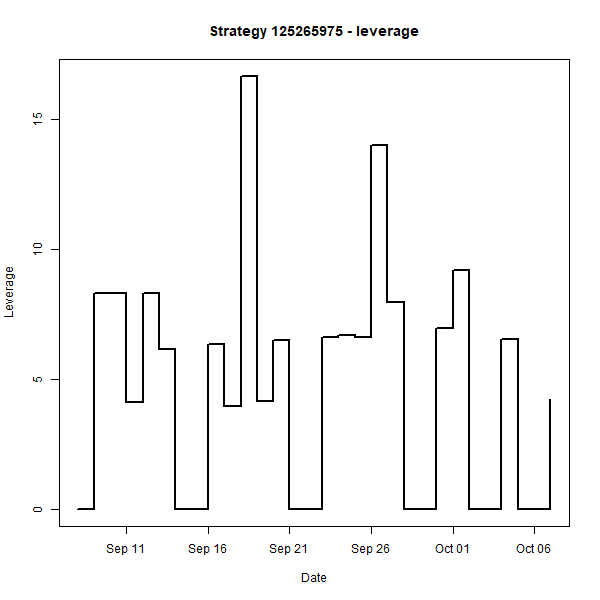 Strategy 125265975 - leverage
Leverage
15
10
5
0
Sep 11 Sep 16 Sep 21 Sep 26 Oct 01 Oct 06
Date